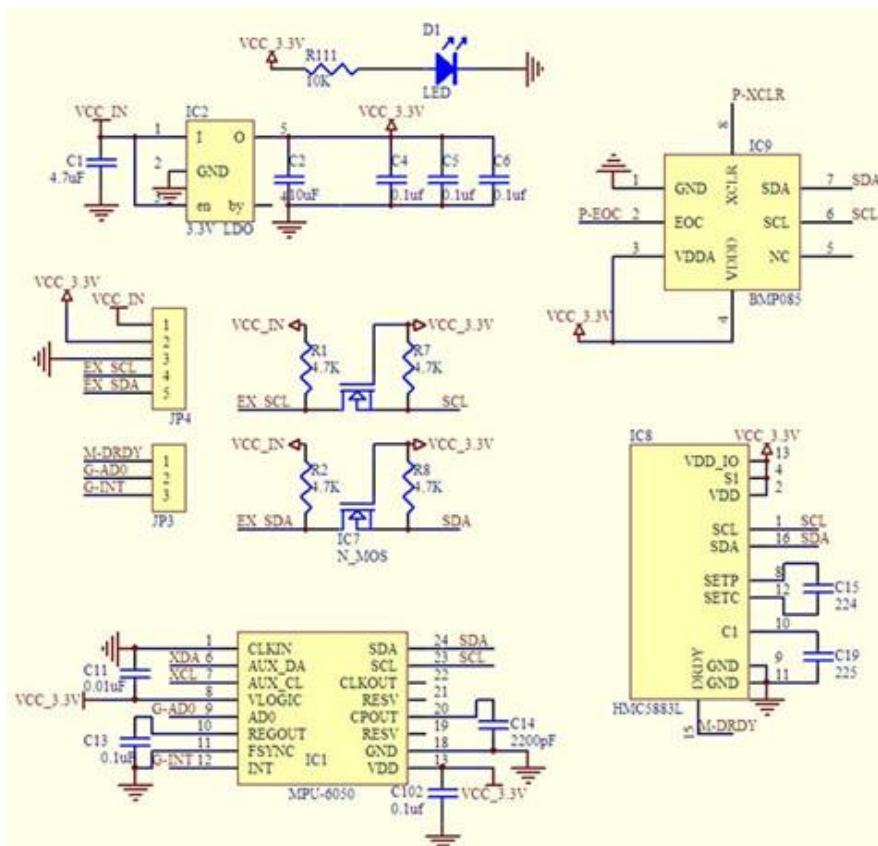 D1
VCC_3.3V
R111
10K
LED
P-XCLR
IC2
VCC_IN
VCC_3.3V
1
I
O
5
C1
4.7uF
2
GND
C2
10uF
C4
0.1uf
C5
0.1uf
C6
0.1uf
3
en
by
3.3V_LDO
8
IC9
XCLR
1
GND
SDA
7
SDA
P-EOC
2
EOC
SCL
6
SCL
3
VDDA
VDDD
NC
5
BMP085
4
VCC_3.3V
VCC_3.3V
VCC_IN
1
2
3
EX_SCL
4
EX_SDA
5
JP4
VCC_IN
VCC_3.3V
R1
4.7K
R7
4.7K
EX_SCL
SCL
M-DRDY
1
G-AD0
2
G-INT
3
JP3
VCC_IN
VCC_3.3V
R2
4.7K
R8
4.7K
EX_SDA
SDA
IC7
N_MOS
IC8
VCC_3.3V
VDD_IO
13
S1
4
VDD
2
SCL
1
SCL
SDA
16
SDA
SETP
8
SETC
12
C15
224
C1
10
GND
9
C19
225
GND
11
DRDY
HMC5883L
15
M-DRDY
1
CLKIN
SDA
24
SDA
XDA
6
AUX_DA
SCL
23
SCL
C11
0.01uF
XCL
7
AUX_CL
CLKOUT
22
VCC_3.3V
8
VLOGIC
RESV
21
G-AD0
9
AD0
CPOUT
20
10
REGOUT
RESV
19
C14
2200pF
C13
0.1uF
11
FSYNC
GND
18
G-INT
12
INT
IC1
VDD
13
MPU-6050
C102
0.1uf
VCC_3.3V